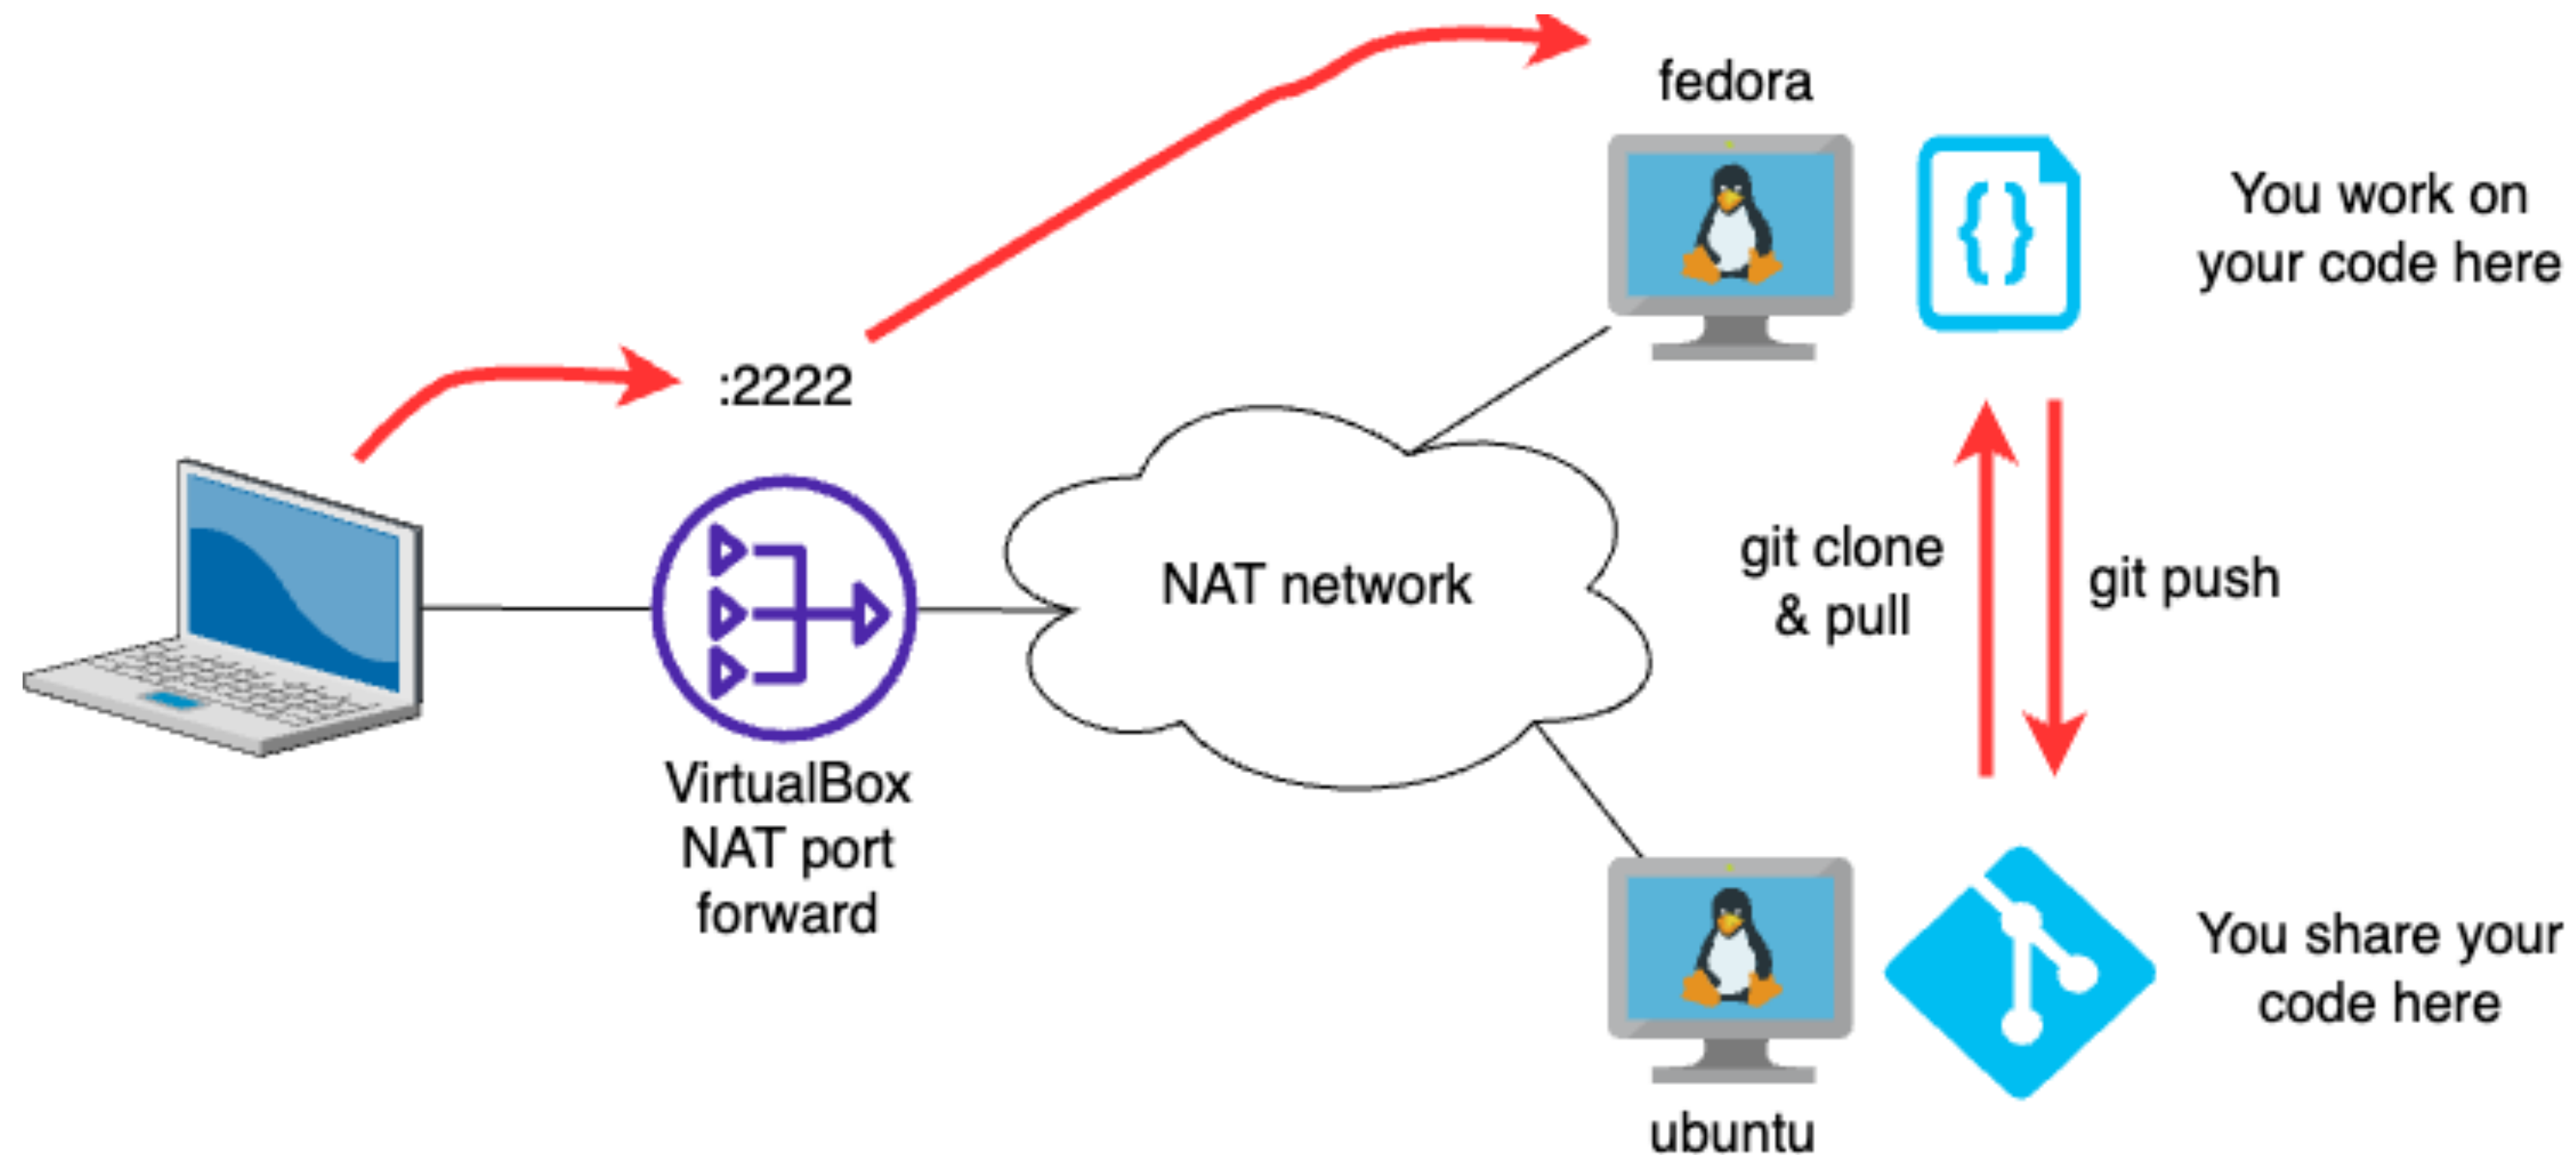 fedora
You work on
your code here
:2222
NAT network
git clone
& pull
git push
VirtualBox
NAT port
forward
You share your
code here
ubuntu